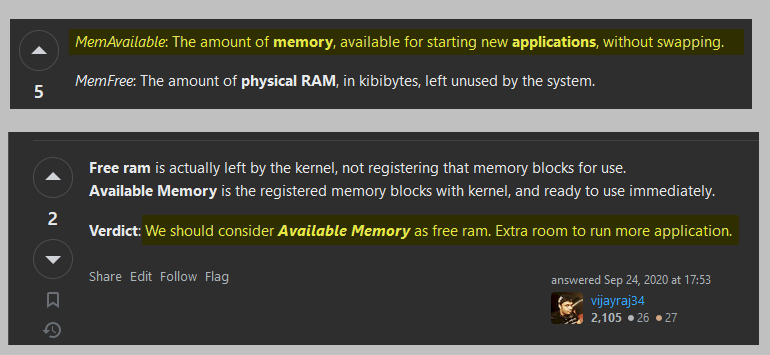 MemAvailable: The amount of memory, available for starting new applications, without swapping.
MemFree: The amount of physical RAM, in kibibytes, left unused by the system.
5
Free ram is actually left by the kernel, not registering that memory blocks for use.
Available Memory is the registered memory blocks with kernel, and ready to use immediately.
2
Verdict: We should consider Available Memory as free ram. Extra room to run more application.
Share Edit Follow Flag
answered Sep 24, 2020 at 17:53
vijayraj34
2,105 ●26 ●27